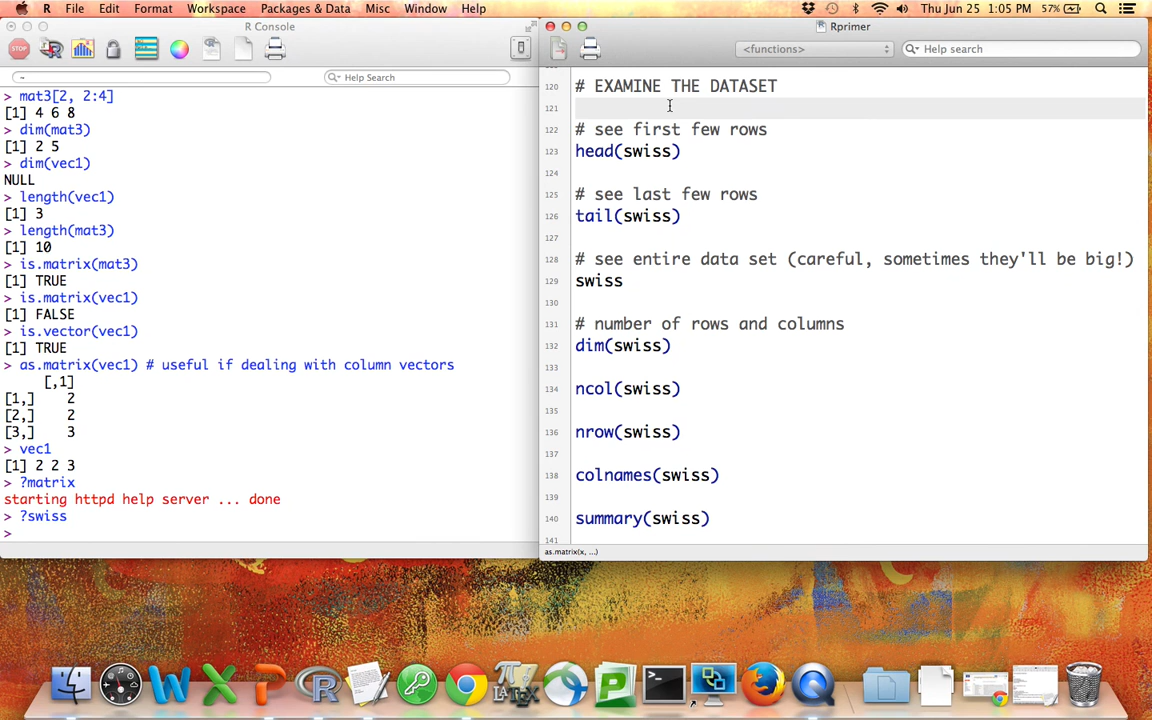 R File Edit Format Workspace Packages & Data Misc Window Help Thu Jun 25 1:05 PM 57%
R Console
STOP
~
Help Search
> mat3[2, 2:4]
[1] 4 6 8
> dim(mat3)
[1] 2 5
> dim(vec1)
NULL
> length(vec1)
[1] 3
> length(mat3)
[1] 10
> is.matrix(mat3)
[1] TRUE
> is.matrix(vec1)
[1] FALSE
> is.vector(vec1)
[1] TRUE
> as.matrix(vec1) # useful if dealing with column vectors
[,1]
[1,] 2
[2,] 2
[3,] 3
> vec1
[1] 2 2 3
> ?matrix
starting httpd help server ... done
> ?swiss
>
Rprimer
<functions>
Help search
120 # EXAMINE THE DATASET
121
122 # see first few rows
123 head(swiss)
124
125 # see last few rows
126 tail(swiss)
127
128 # see entire data set (careful, sometimes they'll be big!)
129 swiss
130
131 # number of rows and columns
132 dim(swiss)
133
134 ncol(swiss)
135
136 nrow(swiss)
137
138 colnames(swiss)
139
140 summary(swiss)
141
as.matrix(x, ...)